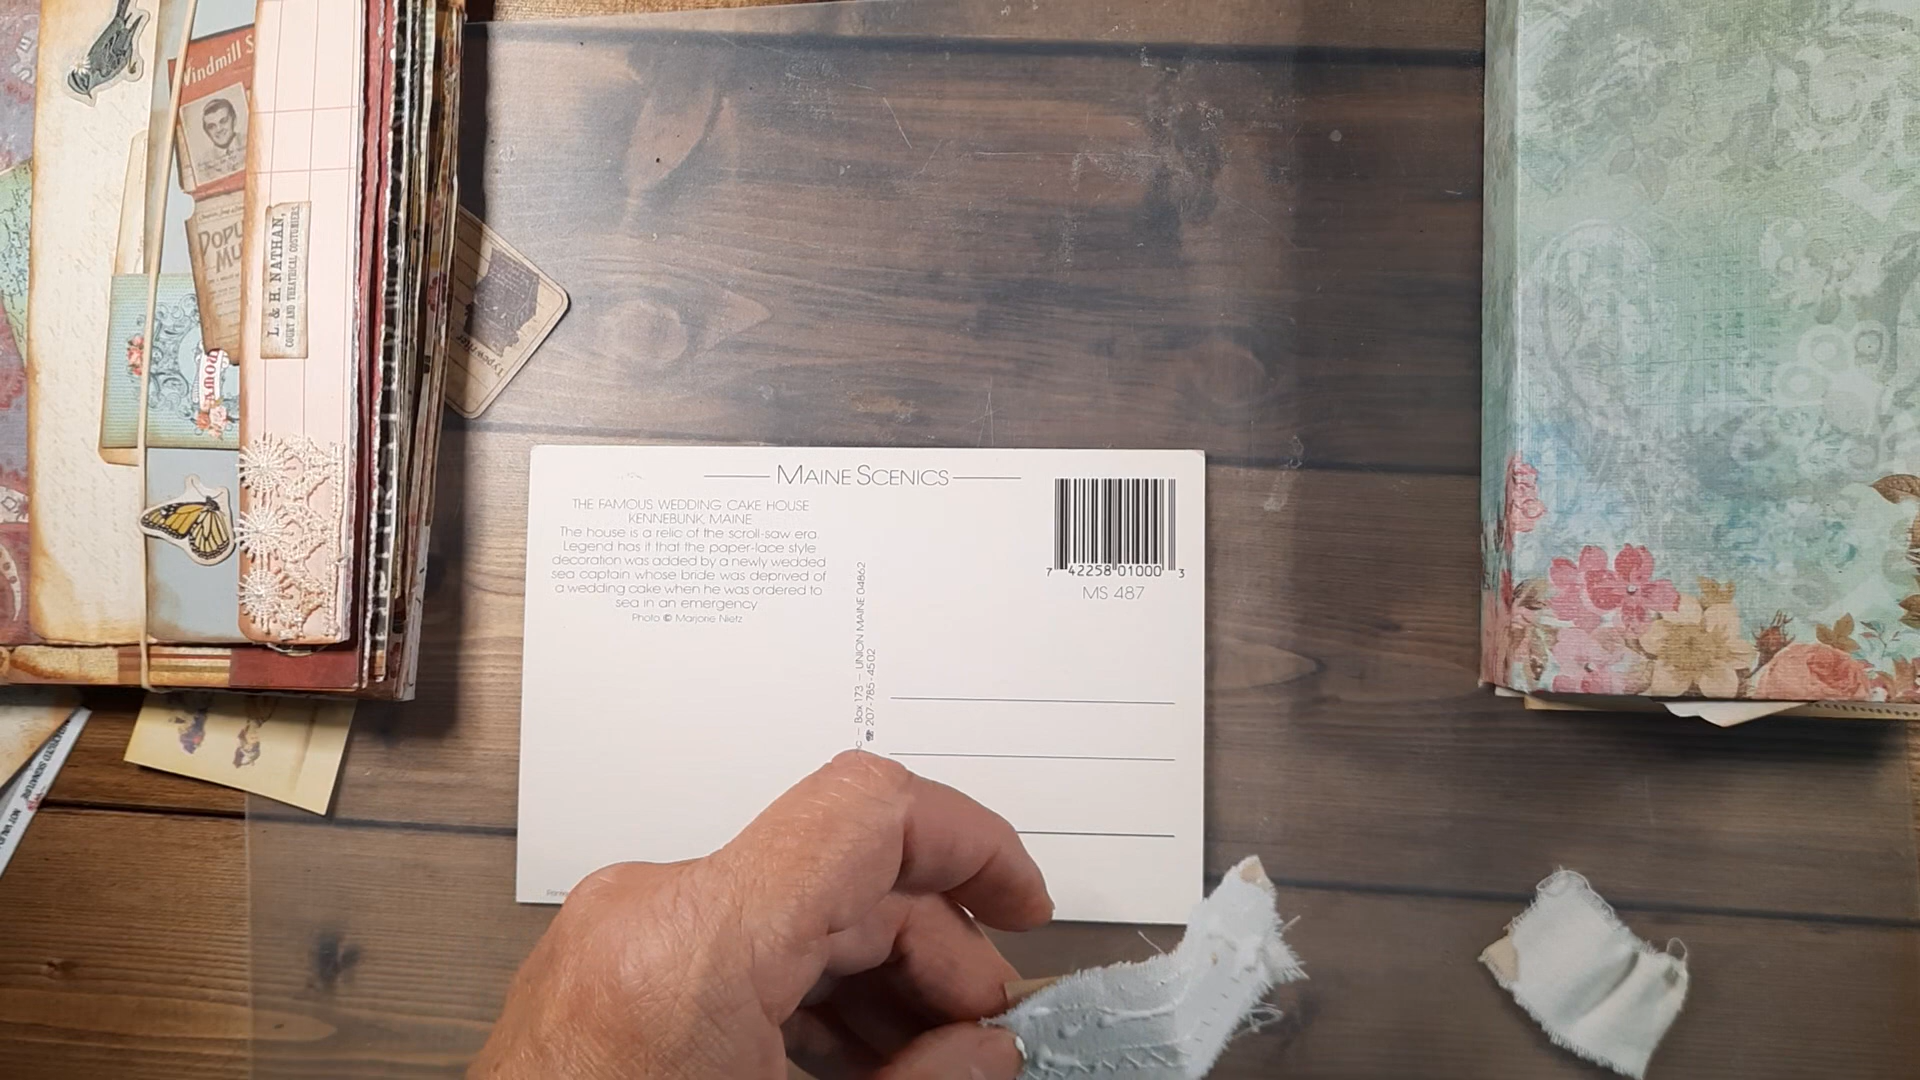 Windmill S
POPU
MU
L. & H. NATHAN,
COURT AND THEATRICAL COSTUMERS
Typewriter
MAINE SCENICS
THE FAMOUS WEDDING CAKE HOUSE
KENNEBUNK, MAINE
The house is a relic of the scroll-saw era.
Legend has it that the paper-lace style
decoration was added by a newly wedded
sea captain whose bride was deprived of
a wedding cake when he was ordered to
sea in an emergency
Photo © Marjorie Nietz
Box 173 — UNION MAINE 04862
☎ 207-785-4502
7 42258 01000 3
MS 487